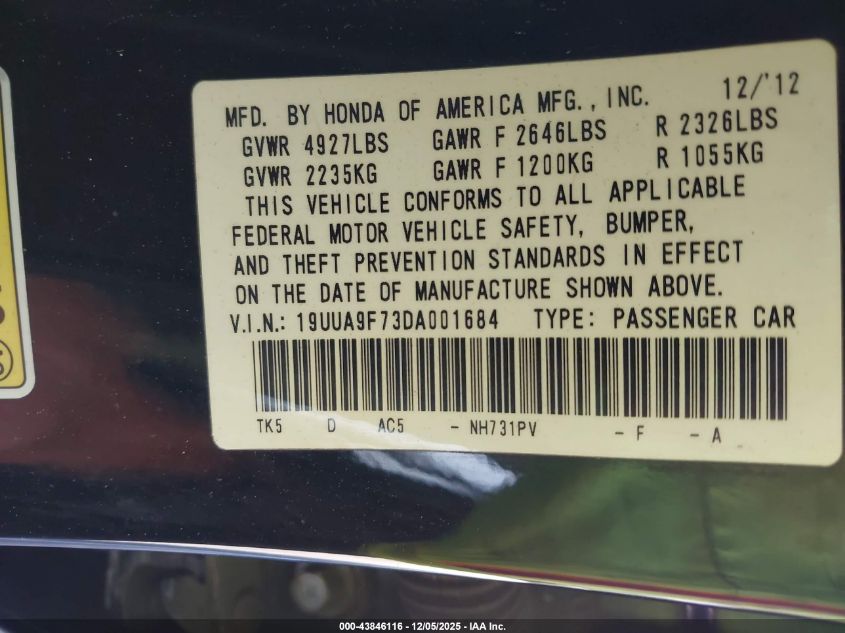 MFD. BY HONDA OF AMERICA MFG., INC. 12/'12
GVWR 4927LBS GAWR F 2646LBS R 2326LBS
GVWR 2235KG GAWR F 1200KG R 1055KG
THIS VEHICLE CONFORMS TO ALL APPLICABLE
FEDERAL MOTOR VEHICLE SAFETY, BUMPER,
AND THEFT PREVENTION STANDARDS IN EFFECT
ON THE DATE OF MANUFACTURE SHOWN ABOVE.
V.I.N.: 19UUA9F73DA001684 TYPE: PASSENGER CAR
TK5 D AC5 - NH731PV - F - A
000-43846116 - 12/05/2025 - IAA Inc.